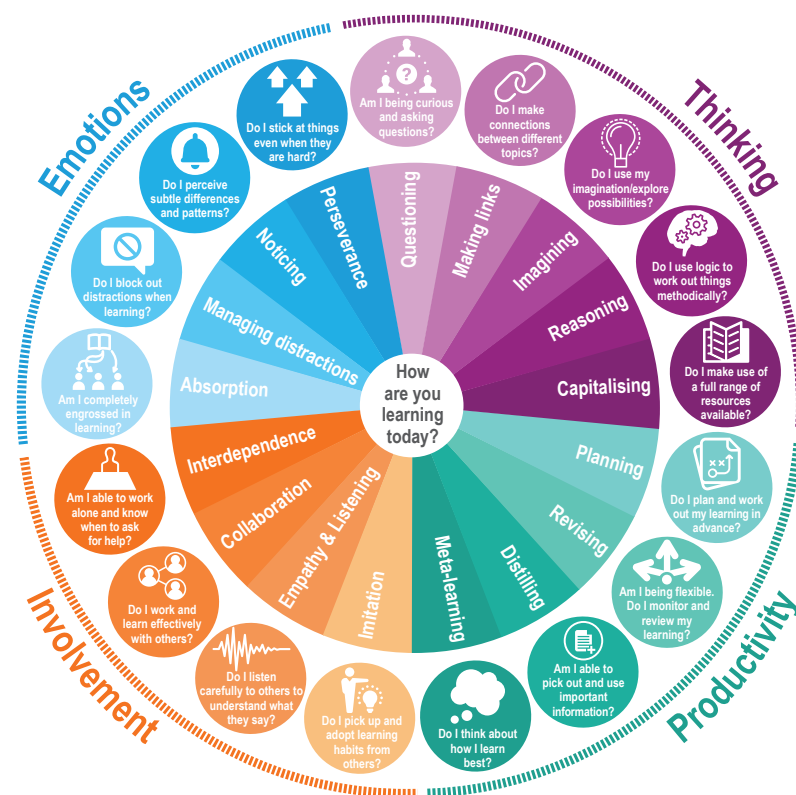 How
are you
learning
today?
Thinking
Questioning
?
Am I being curious
and asking
questions?
Making links
Do I make
connections
between different
topics?
Imagining
Do I use my
imagination/explore
possibilities?
Reasoning
Do I use logic to
work out things
methodically?
Capitalising
Do I make use of
a full range of
resources
available?
Productivity
Planning
Do I plan and work
out my learning in
advance?
Revising
Am I being flexible.
Do I monitor and
review my
learning?
Distilling
Am I able to
pick out and use
important
information?
Meta-learning
Do I think about
how I learn
best?
Involvement
Imitation
Do I pick up and
adopt learning
habits from
others?
Empathy & Listening
Do I listen
carefully to others to
understand what
they say?
Collaboration
Do I work and
learn effectively
with others?
Interdependence
Am I able to work
alone and know
when to ask
for help?
Emotions
Absorption
Am I completely
engrossed in
learning?
Managing distractions
Do I block out
distractions when
learning?
Noticing
Do I perceive
subtle differences
and patterns?
Perseverance
Do I stick at things
even when they
are hard?